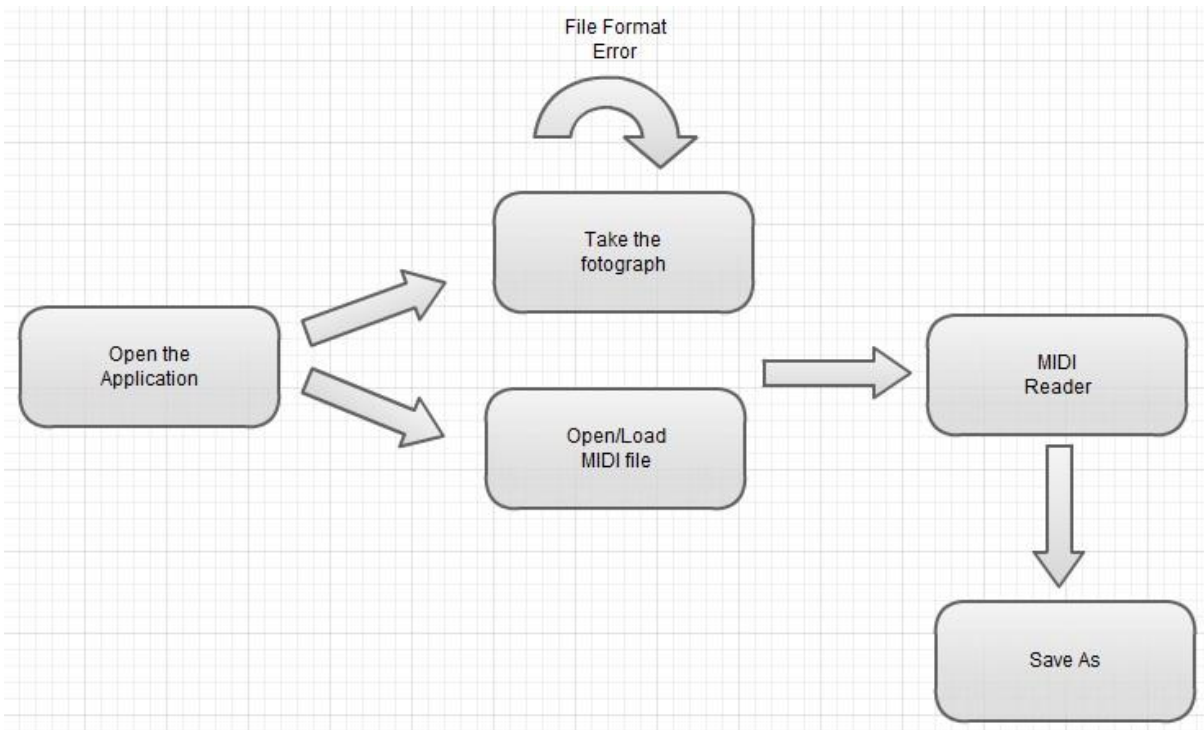 File Format
Error
Take the
fotograph
Open the
Application
Open/Load
MIDI file
MIDI
Reader
Save As